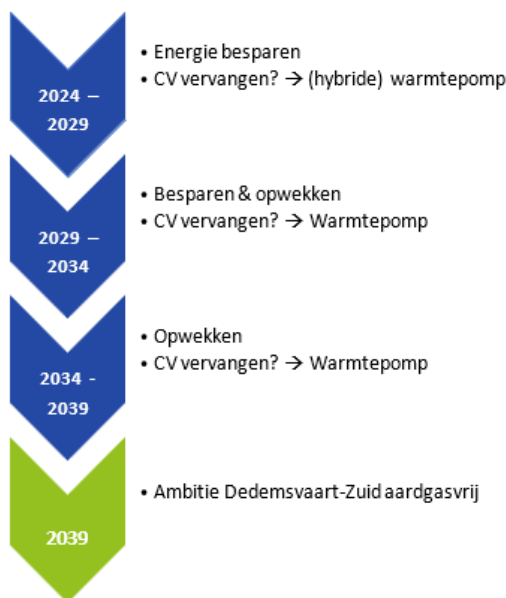 2024 –
2029
• Energie besparen
• CV vervangen? → (hybride) warmtepomp
2029 –
2034
• Besparen & opwekken
• CV vervangen? → Warmtepomp
2034 -
2039
• Opwekken
• CV vervangen? → Warmtepomp
2039
• Ambitie Dedemsvaart-Zuid aardgasvrij